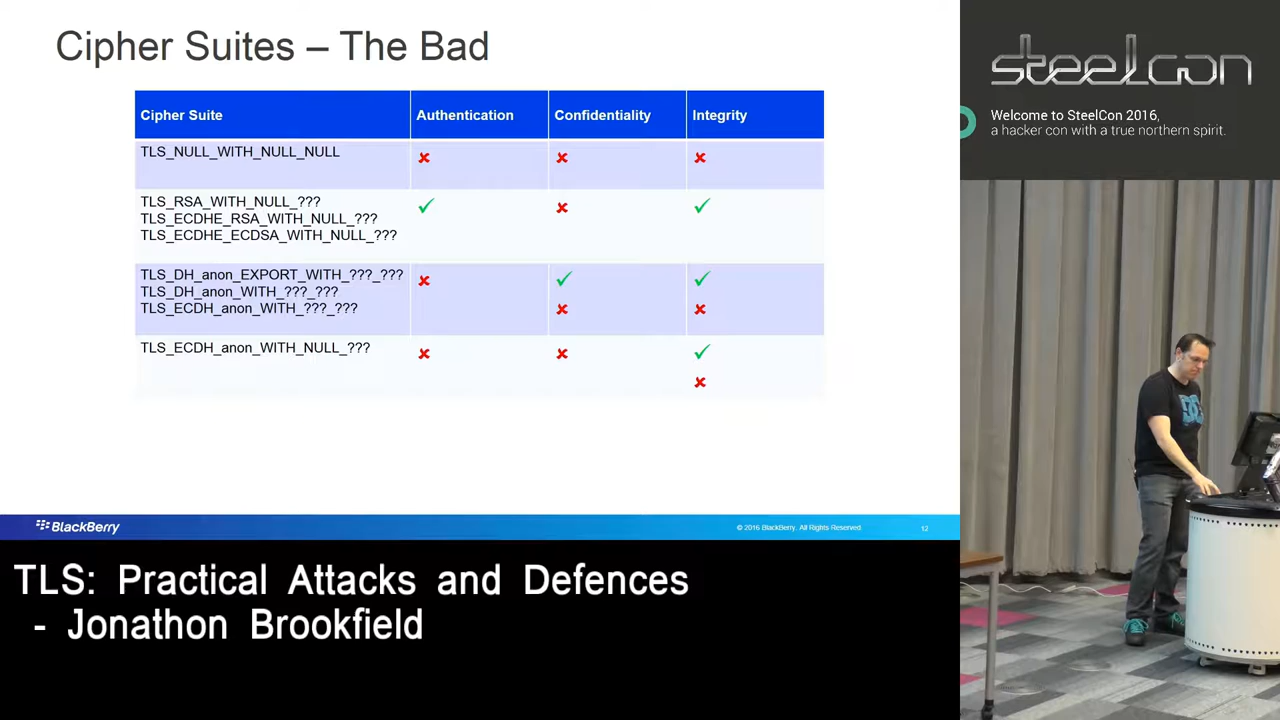 Cipher Suites – The Bad
Cipher Suite Authentication Confidentiality Integrity
TLS_NULL_WITH_NULL_NULL ✘ ✘ ✘
TLS_RSA_WITH_NULL_??? ✓ ✘ ✓
TLS_ECDHE_RSA_WITH_NULL_???
TLS_ECDHE_ECDSA_WITH_NULL_???
TLS_DH_anon_EXPORT_WITH_???_??? ✘ ✓ ✓
TLS_DH_anon_WITH_???_???
TLS_ECDH_anon_WITH_???_??? ✘ ✘
TLS_ECDH_anon_WITH_NULL_??? ✘ ✘ ✓
✘
BlackBerry
© 2016 BlackBerry. All Rights Reserved.
12
steelcon
Welcome to SteelCon 2016,
a hacker con with a true northern spirit.
TLS: Practical Attacks and Defences
- Jonathon Brookfield